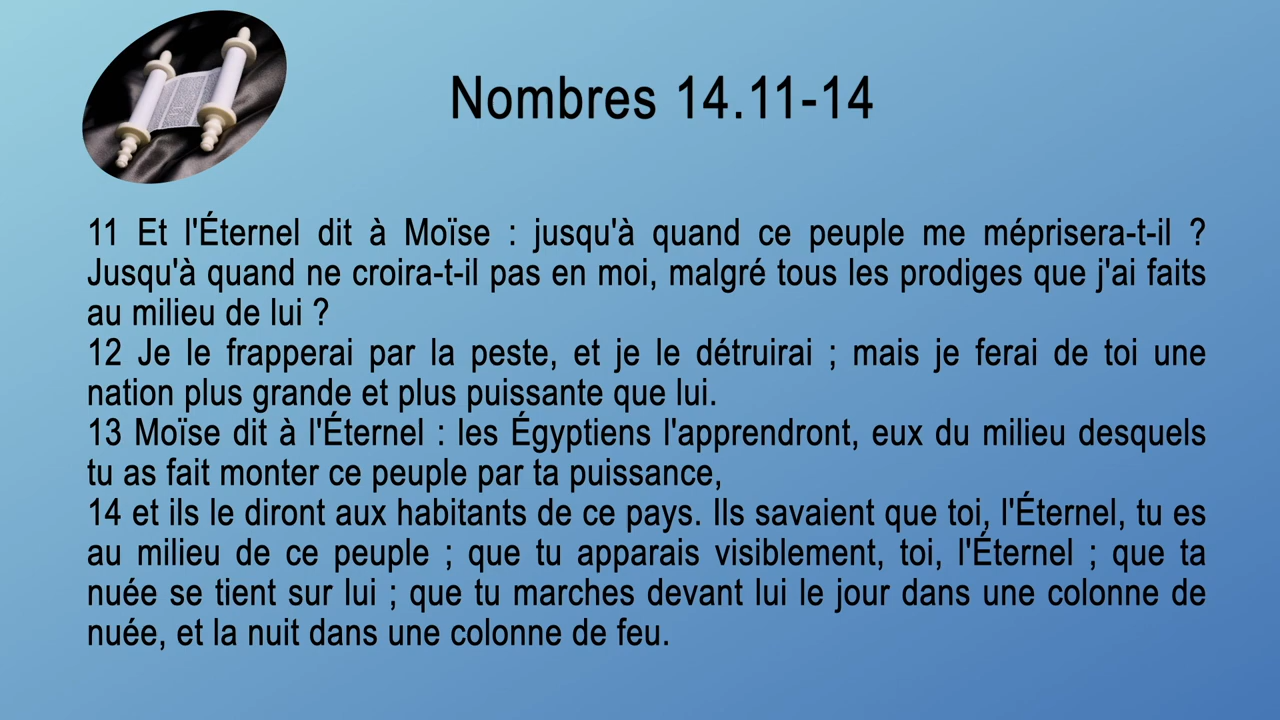 Nombres 14.11-14
11 Et l'Éternel dit à Moïse : jusqu'à quand ce peuple me méprisera-t-il ?
Jusqu'à quand ne croira-t-il pas en moi, malgré tous les prodiges que j'ai faits
au milieu de lui ?
12 Je le frapperai par la peste, et je le détruirai ; mais je ferai de toi une
nation plus grande et plus puissante que lui.
13 Moïse dit à l'Éternel : les Égyptiens l'apprendront, eux du milieu desquels
tu as fait monter ce peuple par ta puissance,
14 et ils le diront aux habitants de ce pays. Ils savaient que toi, l'Éternel, tu es
au milieu de ce peuple ; que tu apparais visiblement, toi, l'Éternel ; que ta
nuée se tient sur lui ; que tu marches devant lui le jour dans une colonne de
nuée, et la nuit dans une colonne de feu.